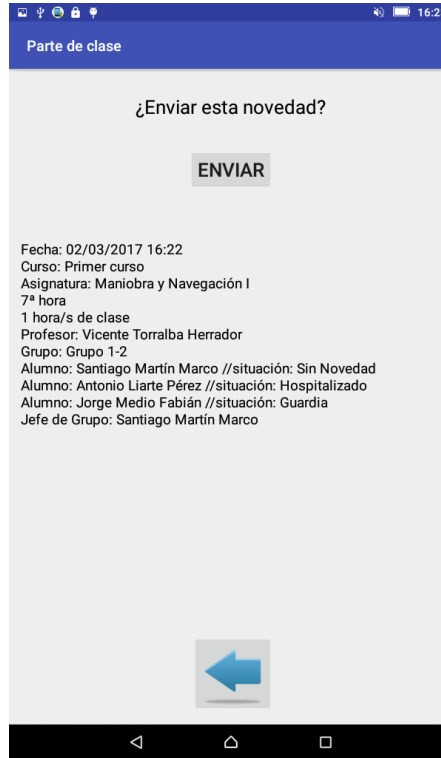 16:2
Parte de clase
¿Enviar esta novedad?
ENVIAR
Fecha: 02/03/2017 16:22
Curso: Primer curso
Asignatura: Maniobra y Navegación I
7ª hora
1 hora/s de clase
Profesor: Vicente Torralba Herrador
Grupo: Grupo 1-2
Alumno: Santiago Martín Marco //situación: Sin Novedad
Alumno: Antonio Liarte Pérez //situación: Hospitalizado
Alumno: Jorge Medio Fabián //situación: Guardia
Jefe de Grupo: Santiago Martín Marco